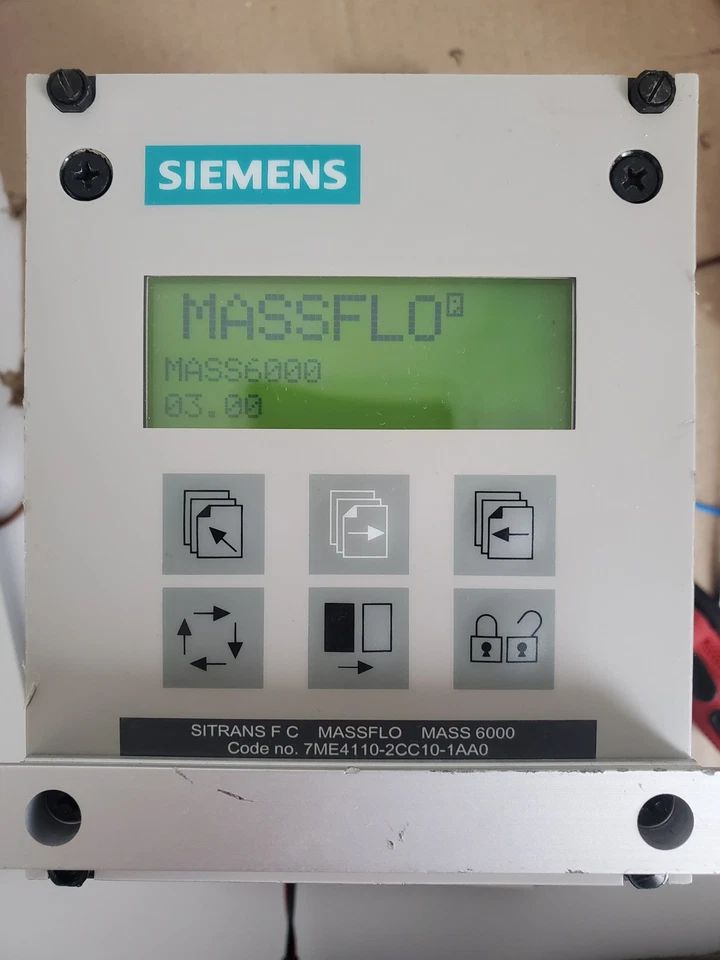 SIEMENS
MASSFLO
MASS6000
03.00
SITRANS F C MASSFLO MASS 6000
Code no. 7ME4110-2CC10-1AA0